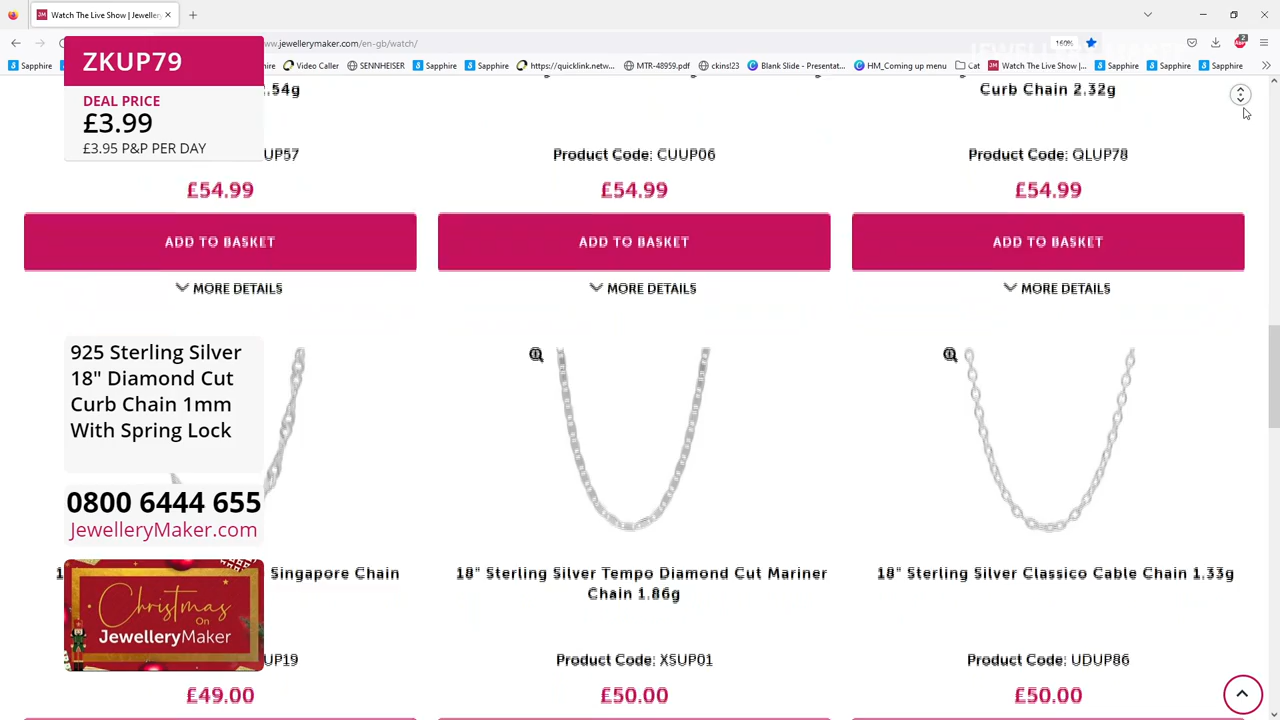 Watch The Live Show | Jeweller
ww.jewellerymaker.com
gb/watch/
160%
2
Sapphire
Video Caller
SENNHEISER
Sapphire
Sapphire
https://quicklink.netw...
MTR-48959.pdf
ckins!23
Blank Slide - Presentat...
HM_Coming up menu
Cart
Watch The Live Show |...
Sapphire
Sapphire
Sapphire
ZKUP79
DEAL PRICE
£3.99
£3.95 P&P PER DAY
.54g
Curb Chain 2.32g
UP57
Product Code: CUUP06
Product Code: QLUP78
£54.99
£54.99
£54.99
ADD TO BASKET
ADD TO BASKET
ADD TO BASKET
MORE DETAILS
MORE DETAILS
MORE DETAILS
925 Sterling Silver
18" Diamond Cut
Curb Chain 1mm
With Spring Lock
0800 6444 655
JewelleryMaker.com
Christmas
On
JewelleryMaker
Singapore Chain
18" Sterling Silver Tempo Diamond Cut Mariner
Chain 1.86g
18" Sterling Silver Classico Cable Chain 1.33g
UP19
Product Code: XSUP01
Product Code: UDUP86
£49.00
£50.00
£50.00